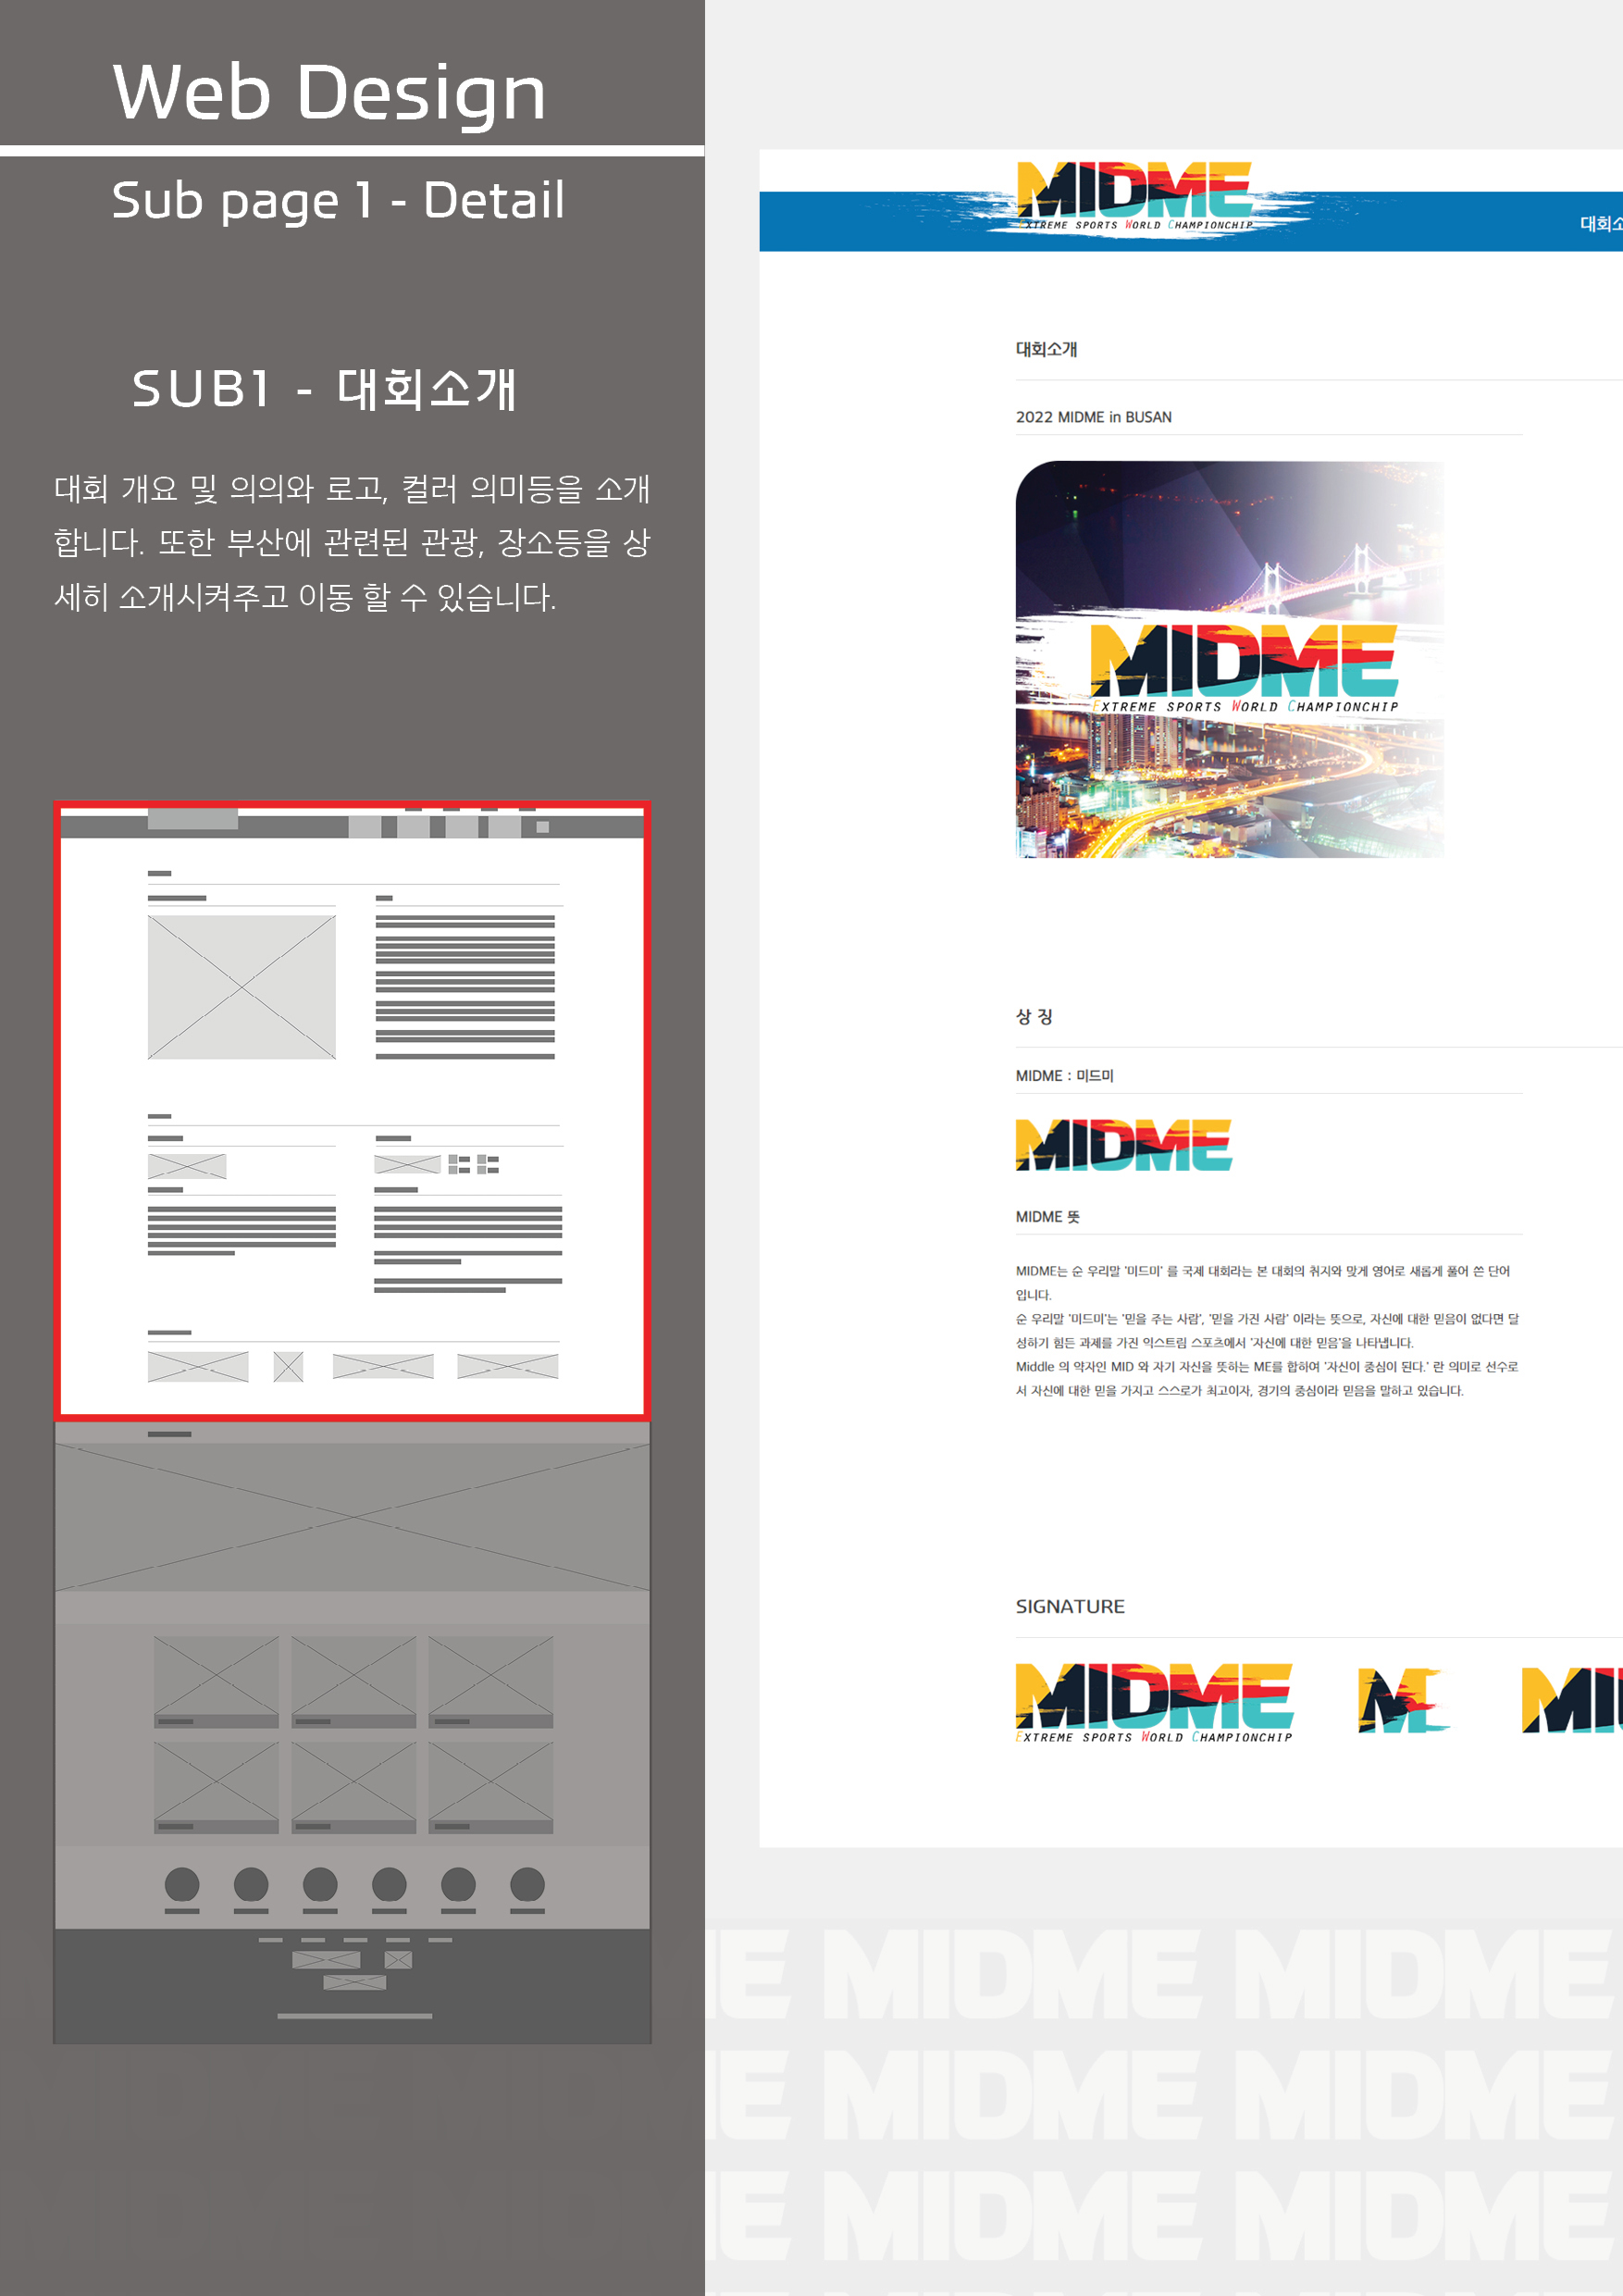 Web Design
Sub page 1 - Detail
SUB1 - 대회소개
대회 개요 및 의의와 로고, 컬러 의미등을 소개
합니다. 또한 부산에 관련된 관광, 장소등을 상
세히 소개시켜주고 이동 할 수 있습니다.
MIDME
EXTREME SPORTS WORLD CHAMPIONCHIP
대회소
대회소개
2022 MIDME in BUSAN
MIDME
EXTREME SPORTS WORLD CHAMPIONCHIP
상 징
MIDME : 미드미
MIDME
MIDME 뜻
MIDME는 순 우리말 '미드미' 를 국제 대회라는 본 대회의 취지와 맞게 영어로 새롭게 풀어 쓴 단어
입니다.
순 우리말 '미드미'는 '믿을 주는 사람', '믿을 가진 사람' 이라는 뜻으로, 자신에 대한 믿음이 없다면 달
성하기 힘든 과제를 가진 익스트림 스포츠에서 '자신에 대한 믿음'을 나타냅니다.
Middle 의 약자인 MID 와 자기 자신을 뜻하는 ME를 합하여 '자신이 중심이 된다.' 란 의미로 선수로
서 자신에 대한 믿을 가지고 스스로가 최고이자, 경기의 중심이라 믿음을 말하고 있습니다.
SIGNATURE
MIDME ME MI
EXTREME SPORTS WORLD CHAMPIONCHIP
ME MIDME MIDME
ME MIDME MIDME
ME MIDME MIDME